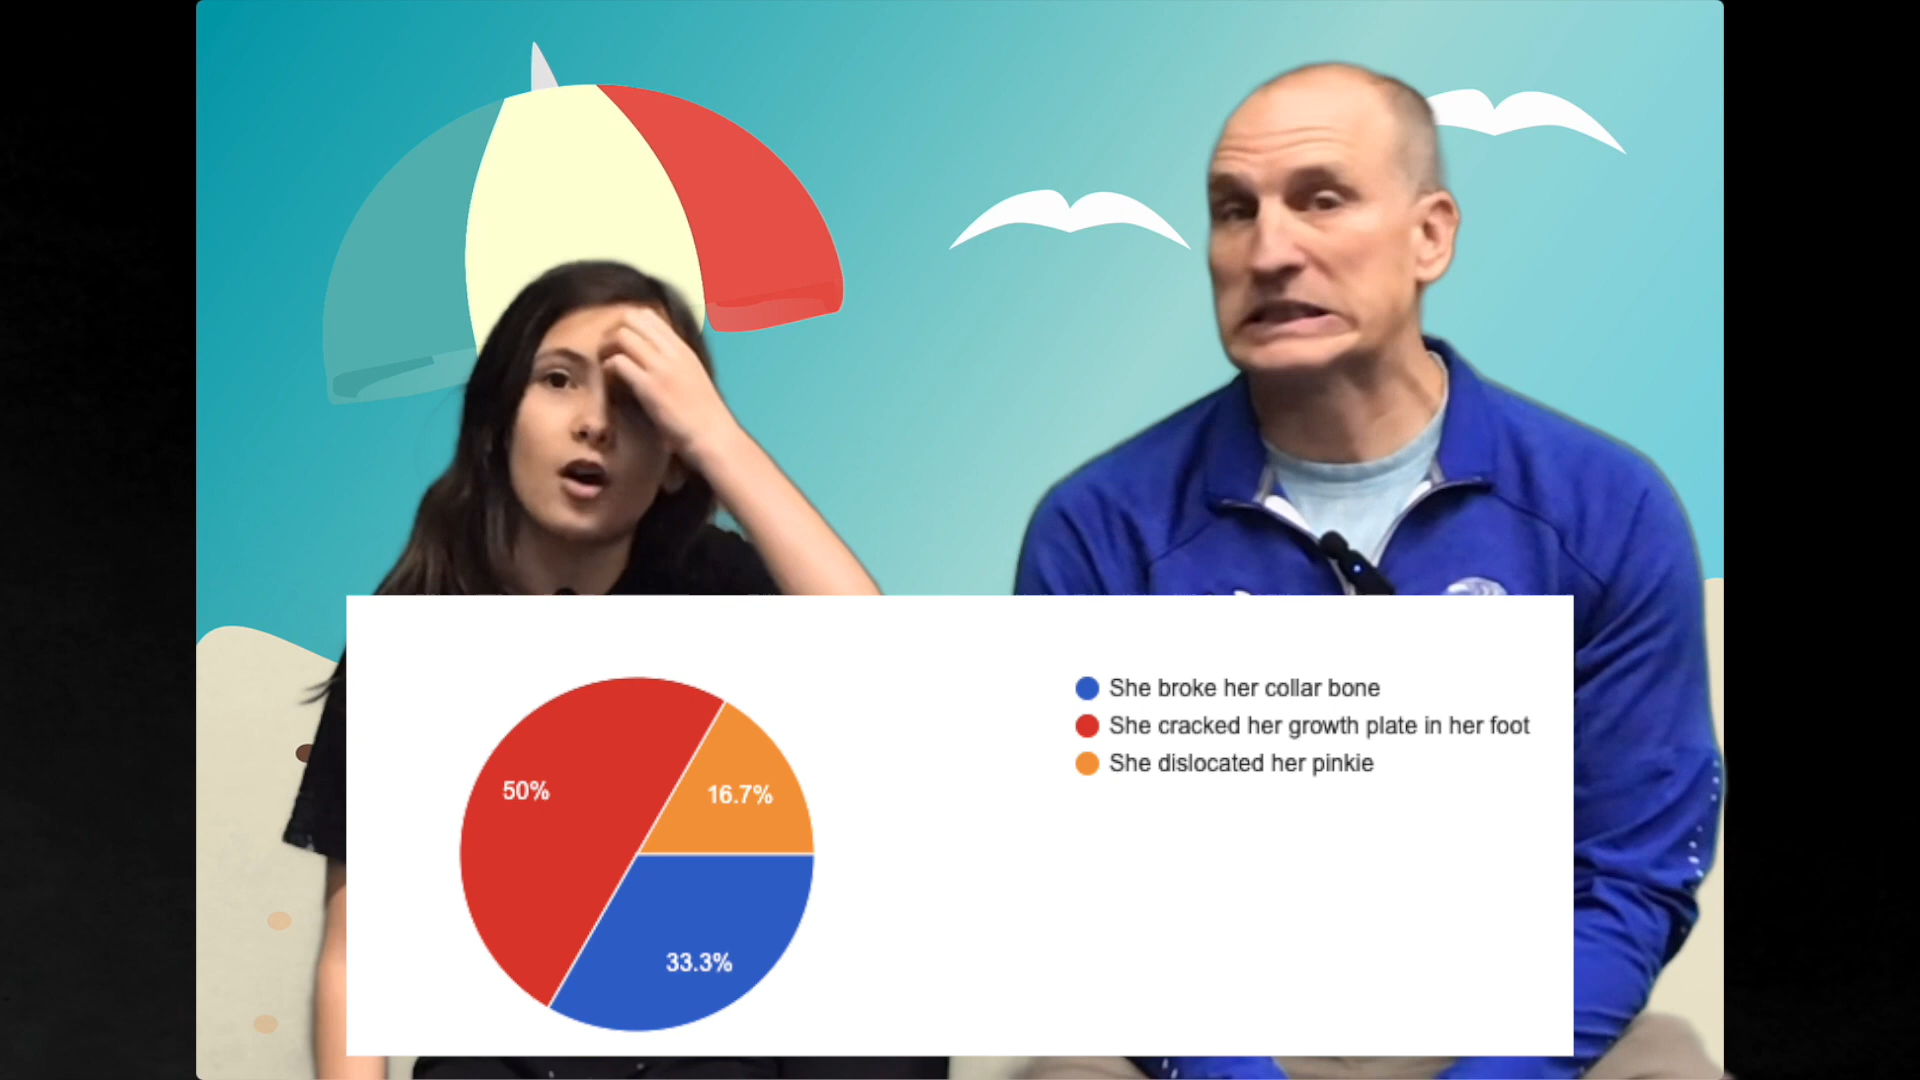 She broke her collar bone
She cracked her growth plate in her foot
She dislocated her pinkie
50%
16.7%
33.3%